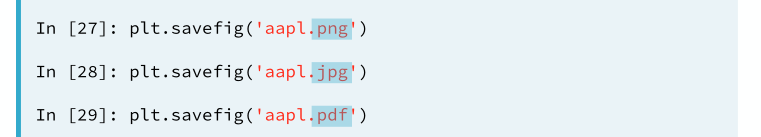 In [27]: plt.savefig('aapl.png')
In [28]: plt.savefig('aapl.jpg')
In [29]: plt.savefig('aapl.pdf')